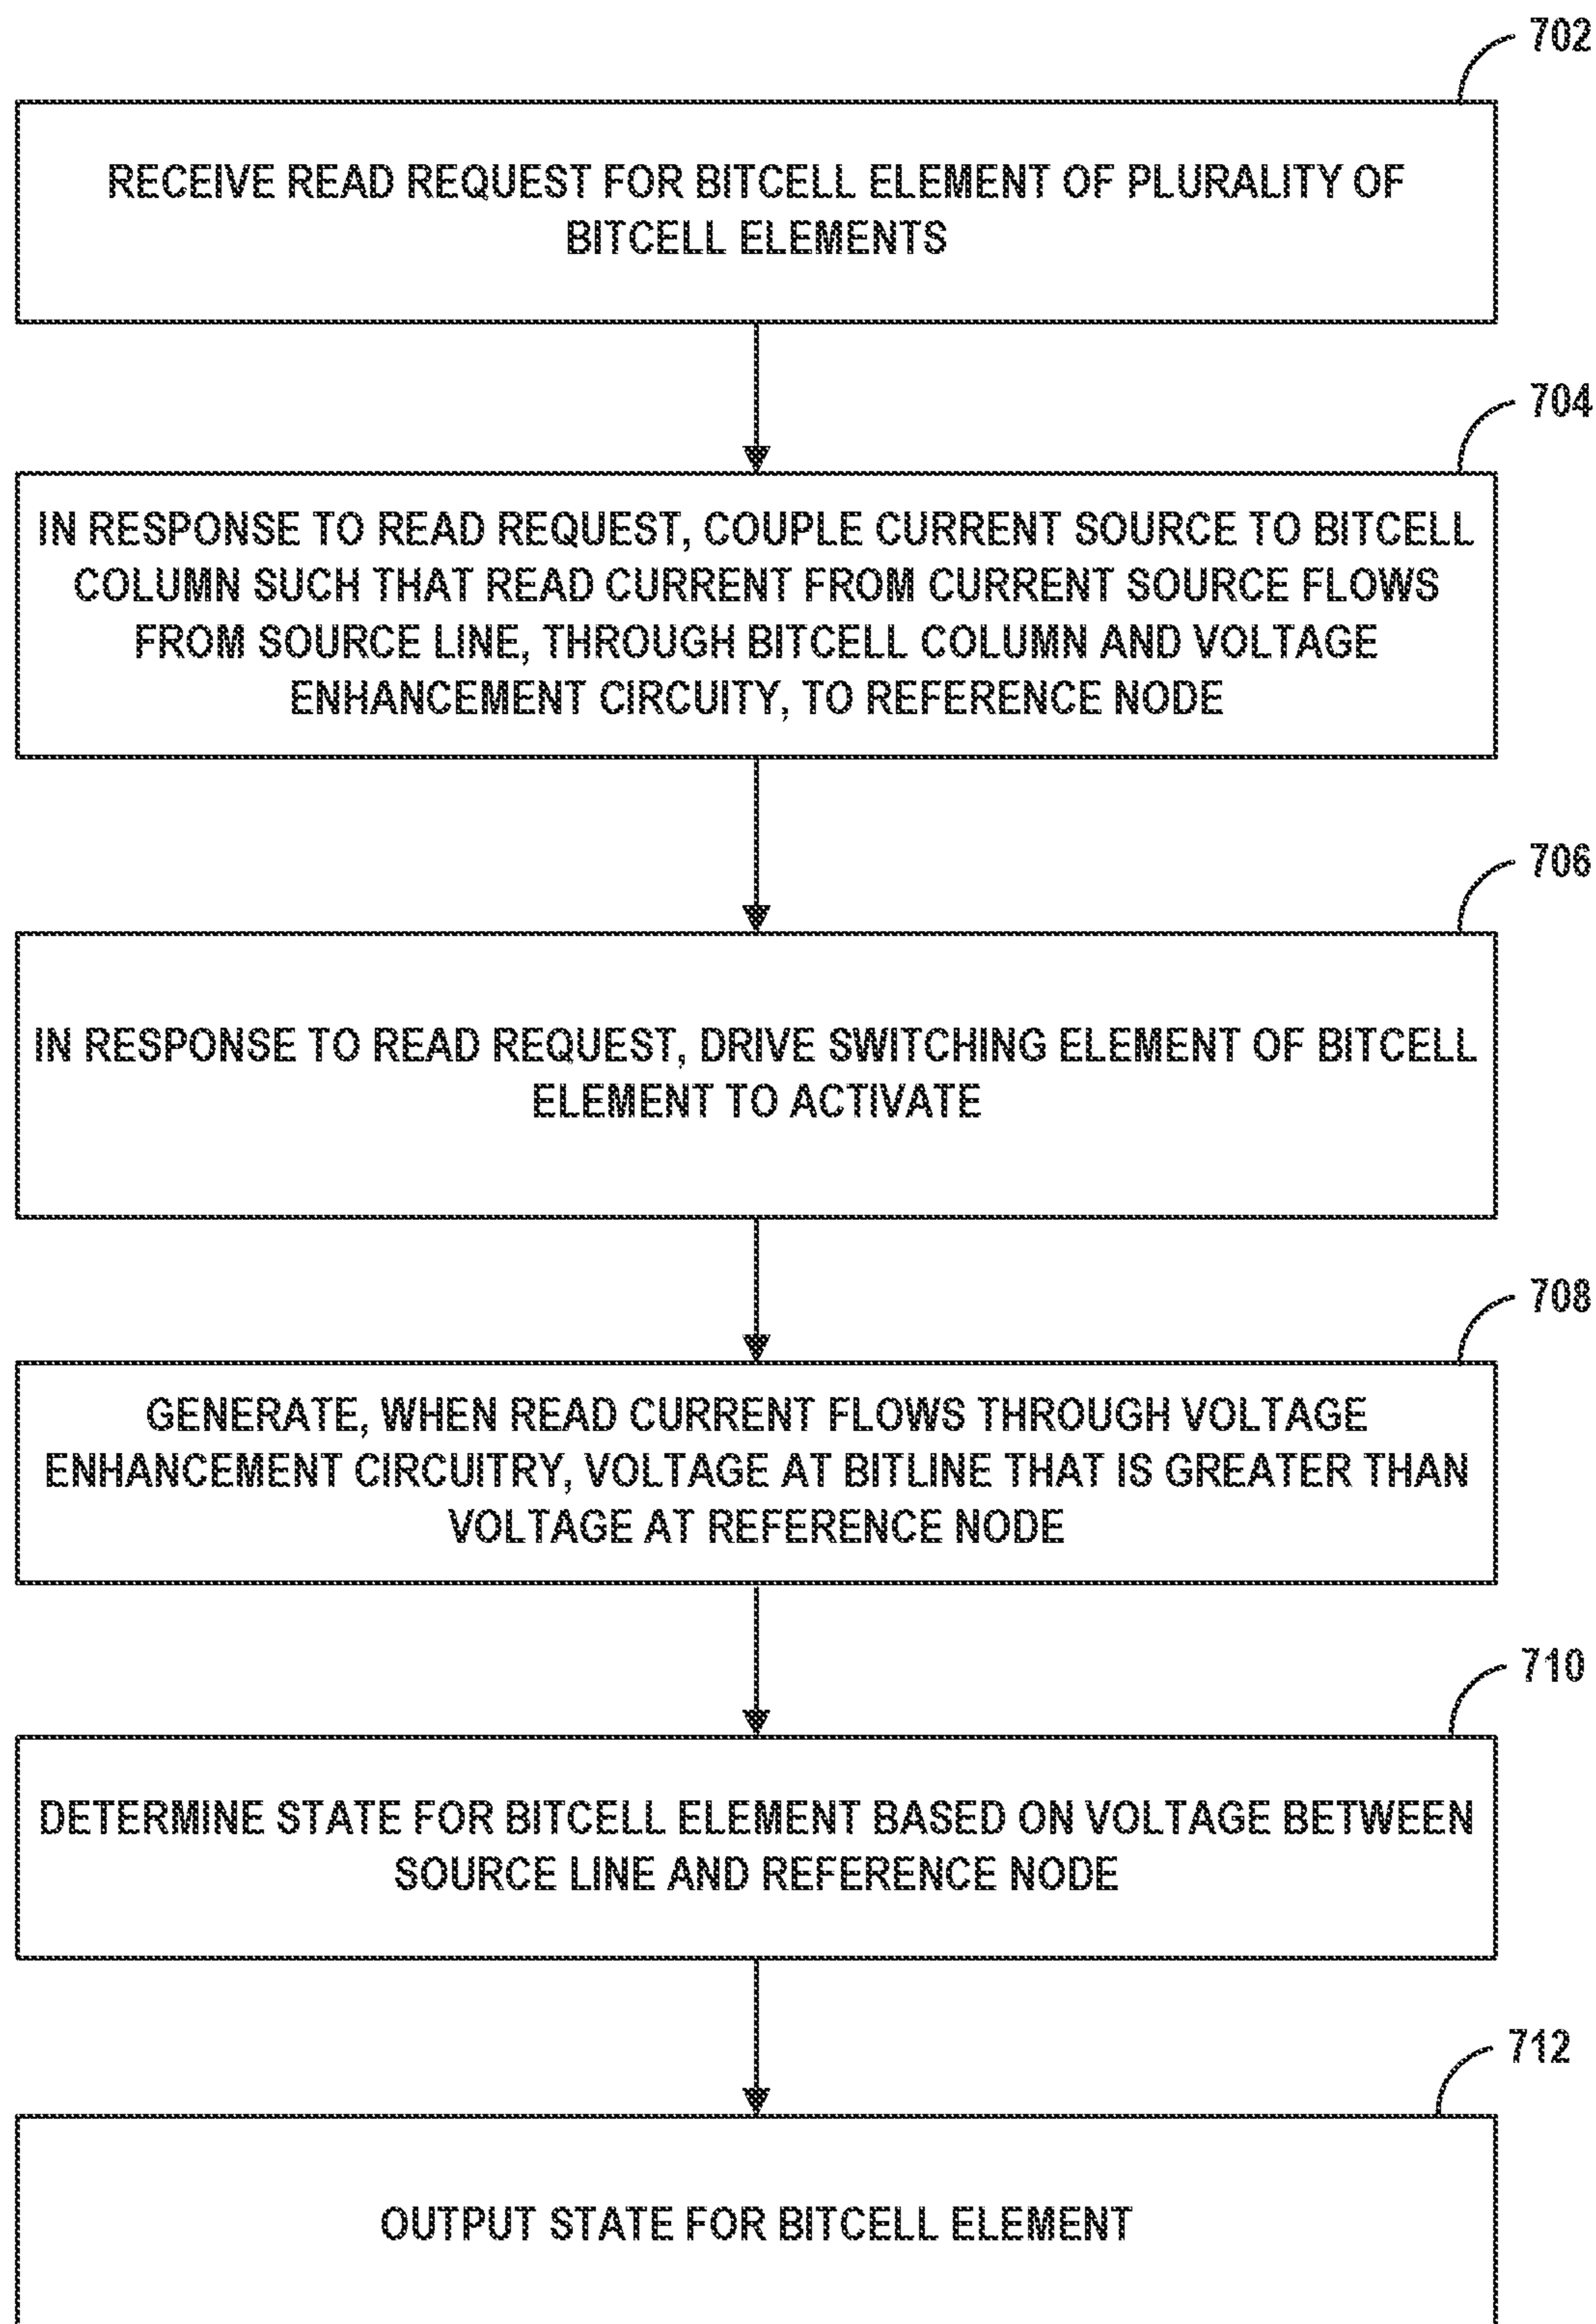 702
RECEIVE READ REQUEST FOR BITCELL ELEMENT OF PLURALITY OF
BITCELL ELEMENTS
704
IN RESPONSE TO READ REQUEST, COUPLE CURRENT SOURCE TO BITCELL
COLUMN SUCH THAT READ CURRENT FROM CURRENT SOURCE FLOWS
FROM SOURCE LINE, THROUGH BITCELL COLUMN AND VOLTAGE
ENHANCEMENT CIRCUITY, TO REFERENCE NODE
706
IN RESPONSE TO READ REQUEST, DRIVE SWITCHING ELEMENT OF BITCELL
ELEMENT TO ACTIVATE
708
GENERATE, WHEN READ CURRENT FLOWS THROUGH VOLTAGE
ENHANCEMENT CIRCUITRY, VOLTAGE AT BITLINE THAT IS GREATER THAN
VOLTAGE AT REFERENCE NODE
710
DETERMINE STATE FOR BITCELL ELEMENT BASED ON VOLTAGE BETWEEN
SOURCE LINE AND REFERENCE NODE
712
OUTPUT STATE FOR BITCELL ELEMENT